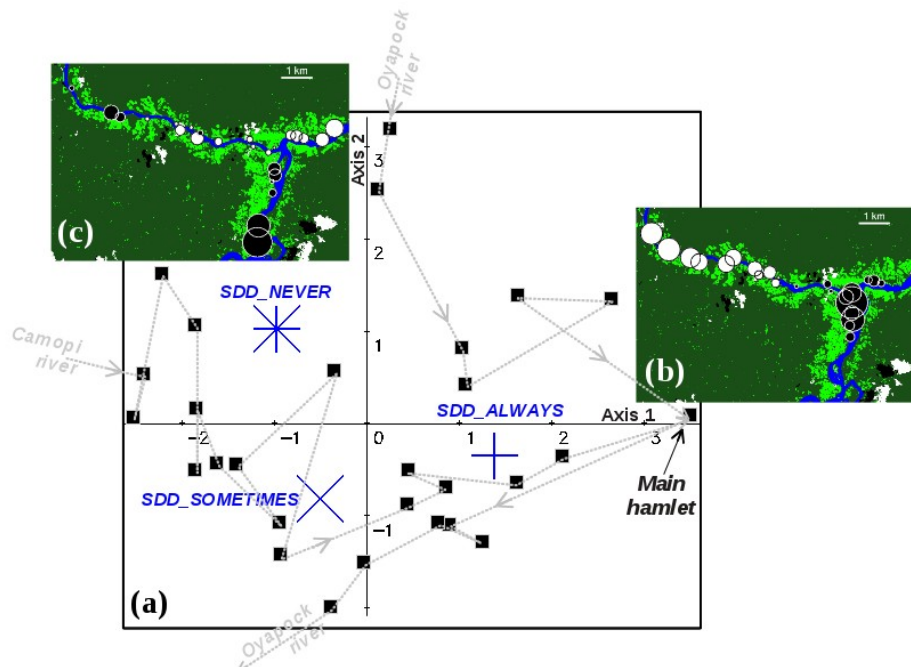 Oyapock
river
1 km
(c)
Axis 2
3
2
1
-1
SDD_NEVER
1 km
(b)
Camopi
river
SDD_ALWAYS
Axis 1
-2
-1
0
1
2
3
Main
hamlet
SDD_SOMETIMES
(a)
Oyapock
river